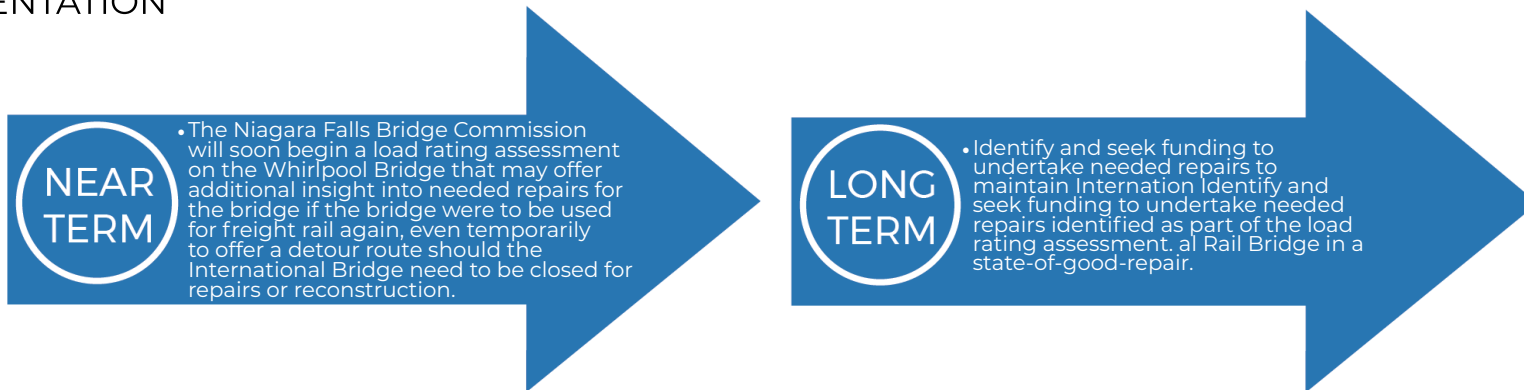 ENTATION
NEAR
TERM
•The Niagara Falls Bridge Commission
will soon begin a load rating assessment
on the Whirlpool Bridge that may offer
additional insight into needed repairs for
the bridge if the bridge were to be used
for freight rail again, even temporarily
to offer a detour route should the
International Bridge need to be closed for
repairs or reconstruction.
LONG
TERM
•Identify and seek funding to
undertake needed repairs to
maintain Internation Identify and
seek funding to undertake needed
repairs identified as part of the load
rating assessment. al Rail Bridge in a
state-of-good-repair.